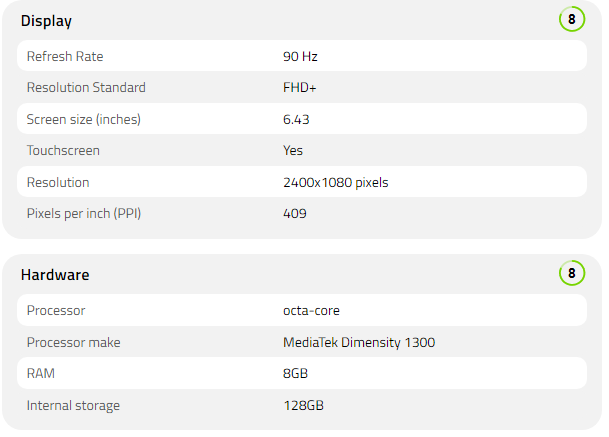 Display 8
Refresh Rate 90 Hz
Resolution Standard FHD+
Screen size (inches) 6.43
Touchscreen Yes
Resolution 2400x1080 pixels
Pixels per inch (PPI) 409
Hardware 8
Processor octa-core
Processor make MediaTek Dimensity 1300
RAM 8GB
Internal storage 128GB